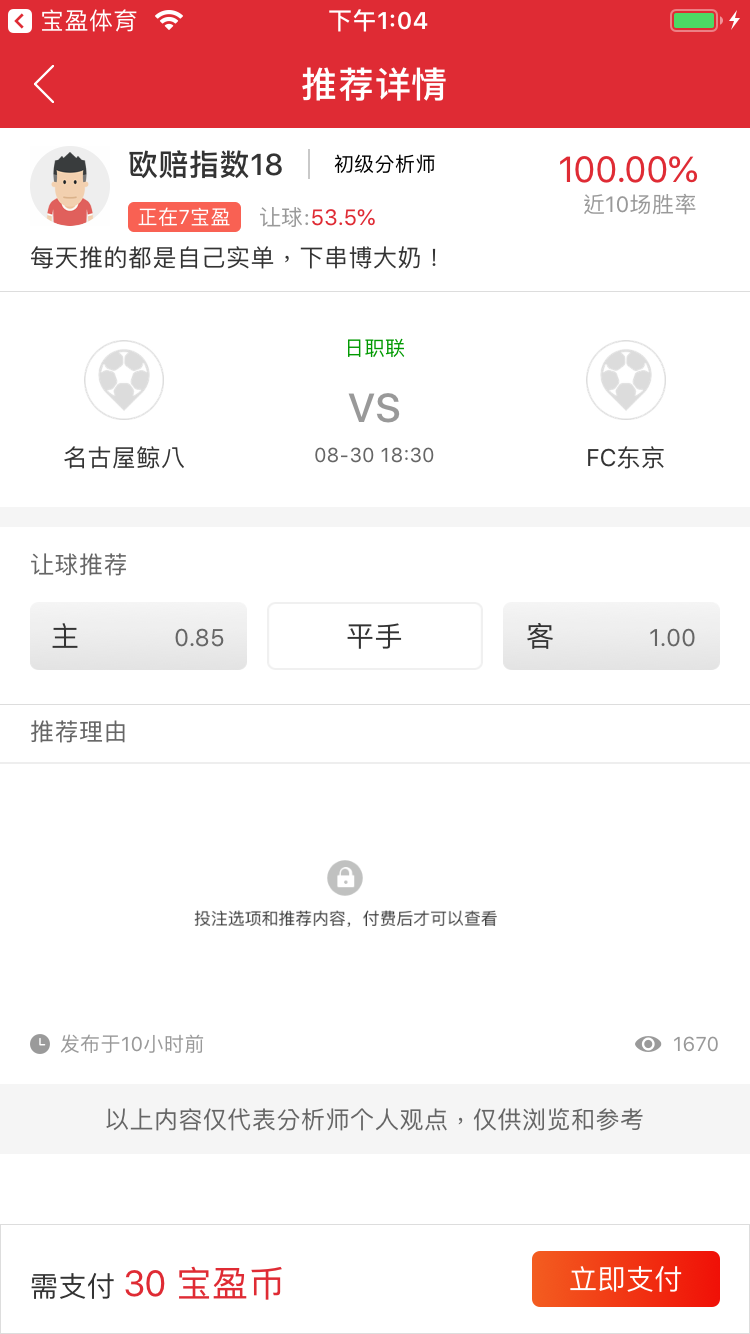 宝盈体育
下午1:04
推荐详情
欧赔指数18
初级分析师
100.00%
正在7宝盈
让球:53.5%
近10场胜率
每天推的都是自己实单，下串博大奶！
日职联
VS
08-30 18:30
名古屋鲸八
FC东京
让球推荐
主 0.85
平手
客 1.00
推荐理由
投注选项和推荐内容，付费后才可以查看
发布于10小时前
1670
以上内容仅代表分析师个人观点，仅供浏览和参考
需支付 30 宝盈币
立即支付